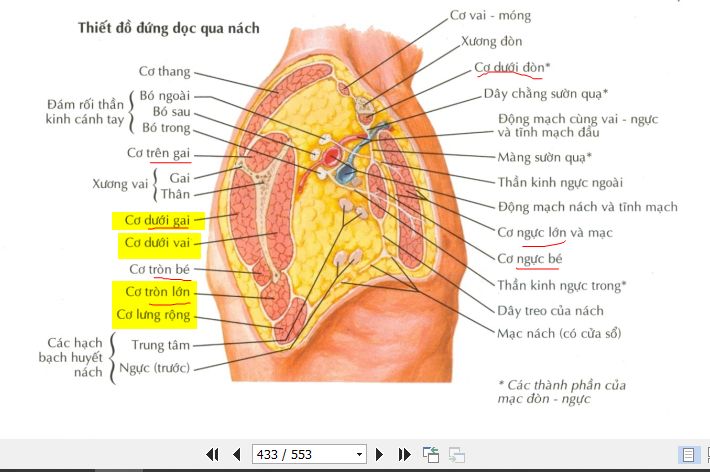 Thiết đồ đứng dọc qua nách
Cơ thang
Đám rối thần
kinh cánh tay
Bó ngoài
Bó sau
Bó trong
Cơ trên gai
Xương vai
Gai
Thân
Cơ dưới gai
Cơ dưới vai
Cơ tròn bé
Cơ tròn lớn
Cơ lưng rộng
Các hạch
bạch huyết
nách
Trung tâm
Ngực (trước)
Cơ vai - móng
Xương đòn
Cơ dưới đòn*
Dây chằng sườn quạ*
Động mạch cùng vai - ngực
và tĩnh mạch đầu
Màng sườn quạ*
Thần kinh ngực ngoài
Động mạch nách và tĩnh mạch
Cơ ngực lớn và mạc
Cơ ngực bé
Thần kinh ngực trong*
Dây treo của nách
Mạc nách (có cửa sổ)
* Các thành phần của
mạc đòn - ngực
433 / 553